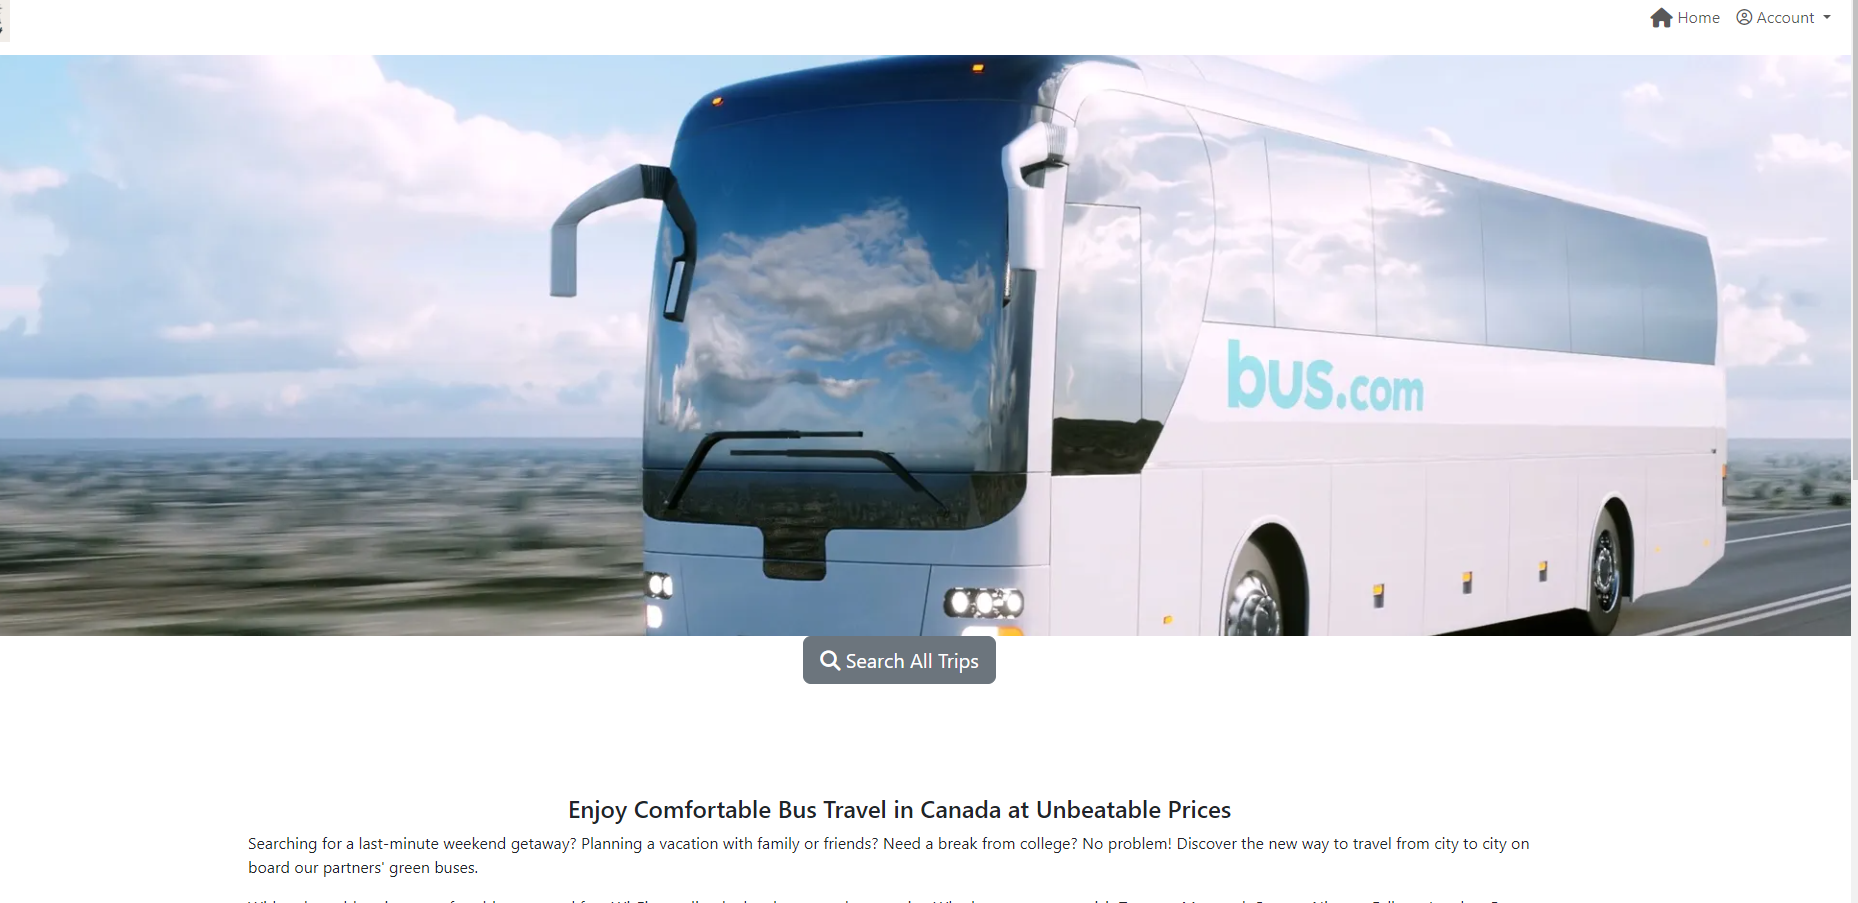 Home Account
bus.com
Search All Trips
Enjoy Comfortable Bus Travel in Canada at Unbeatable Prices
Searching for a last-minute weekend getaway? Planning a vacation with family or friends? Need a break from college? No problem! Discover the new way to travel from city to city on
board our partners' green buses.